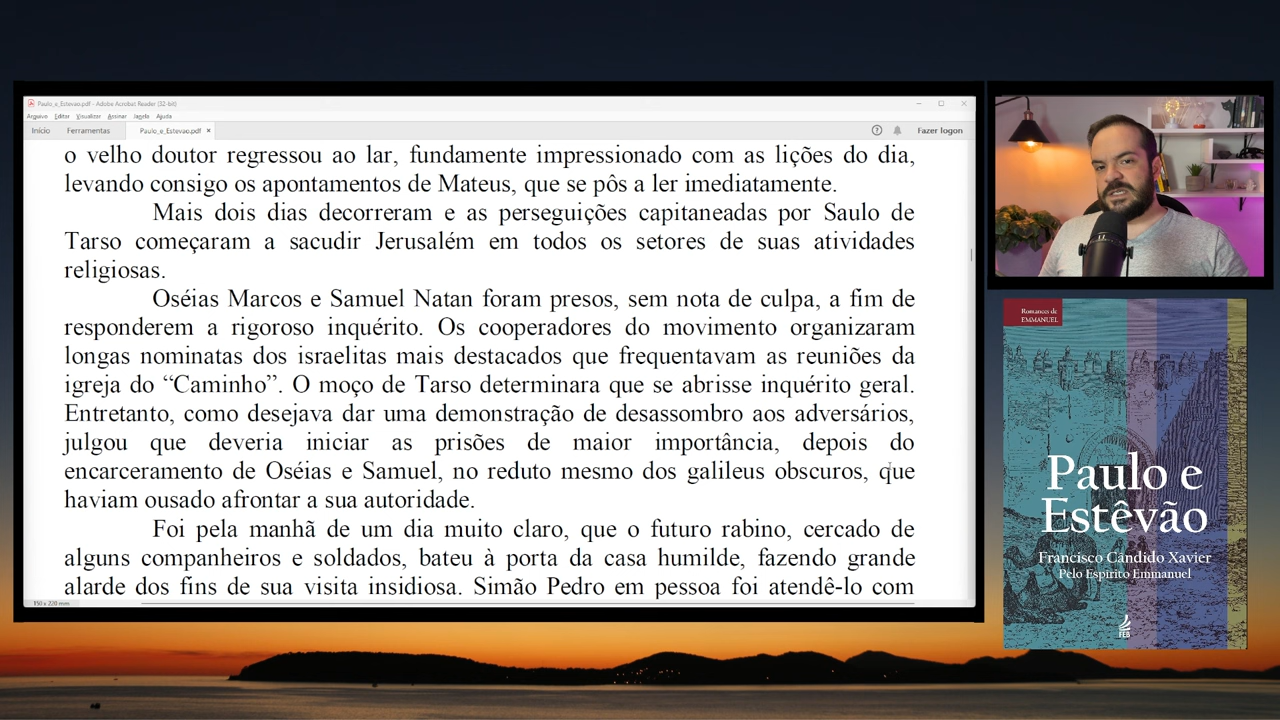 Paulo_e_Estevao.pdf - Adobe Acrobat Reader (32-bit)
Arquivo Editar Visualizar Assinar Janela Ajuda
Início Ferramentas Paulo_e_Estevao.pdf × Fazer logon
o velho doutor regressou ao lar, fundamente impressionado com as lições do dia,
levando consigo os apontamentos de Mateus, que se pôs a ler imediatamente.
Mais dois dias decorreram e as perseguições capitaneadas por Saulo de
Tarso começaram a sacudir Jerusalém em todos os setores de suas atividades
religiosas.
Oséias Marcos e Samuel Natan foram presos, sem nota de culpa, a fim de
responderem a rigoroso inquérito. Os cooperadores do movimento organizaram
longas nominatas dos israelitas mais destacados que frequentavam as reuniões da
igreja do “Caminho”. O moço de Tarso determinara que se abrisse inquérito geral.
Entretanto, como desejava dar uma demonstração de desassombro aos adversários,
julgou que deveria iniciar as prisões de maior importância, depois do
encarceramento de Oséias e Samuel, no reduto mesmo dos galileus obscuros, que
haviam ousado afrontar a sua autoridade.
Foi pela manhã de um dia muito claro, que o futuro rabino, cercado de
alguns companheiros e soldados, bateu à porta da casa humilde, fazendo grande
alarde dos fins de sua visita insidiosa. Simão Pedro em pessoa foi atendê-lo com
150 x 220 mm
Romances de
EMMANUEL
Paulo e
Estêvão
Francisco Cândido Xavier
Pelo Espírito Emmanuel
FEB